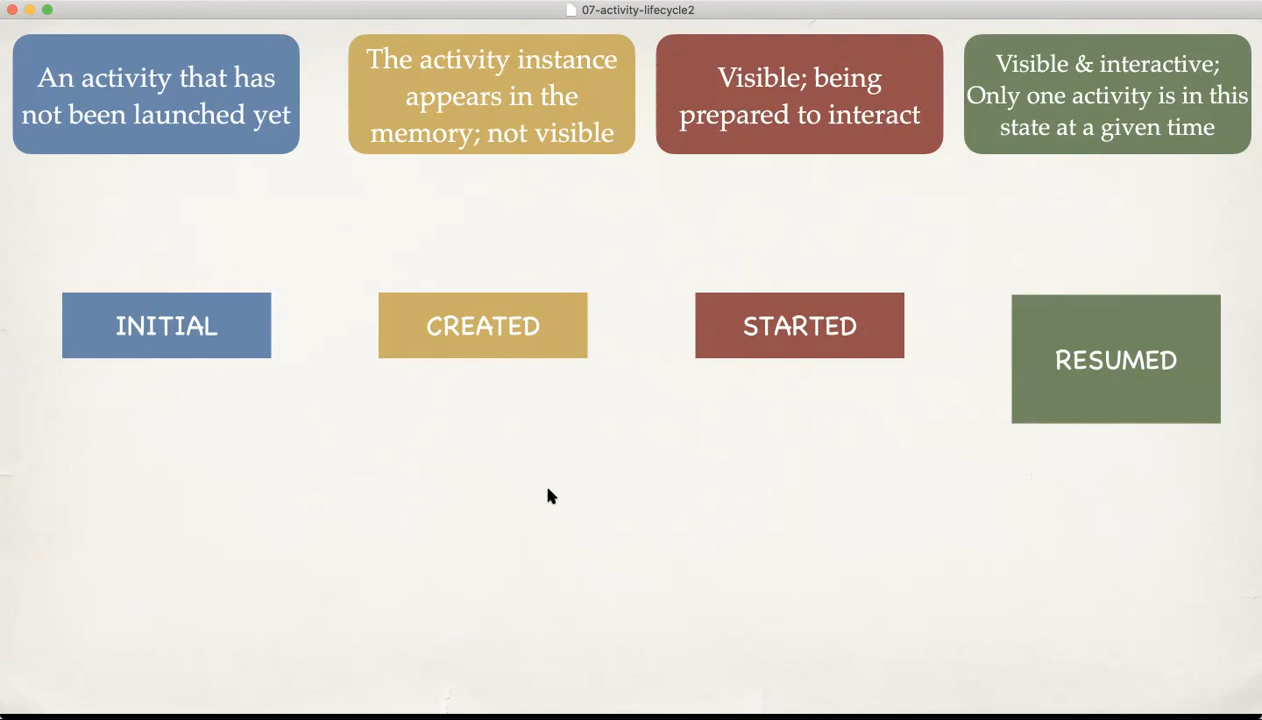 07-activity-lifecycle2
An activity that has
not been launched yet
The activity instance
appears in the
memory; not visible
Visible; being
prepared to interact
Visible & interactive;
Only one activity is in this
state at a given time
INITIAL
CREATED
STARTED
RESUMED